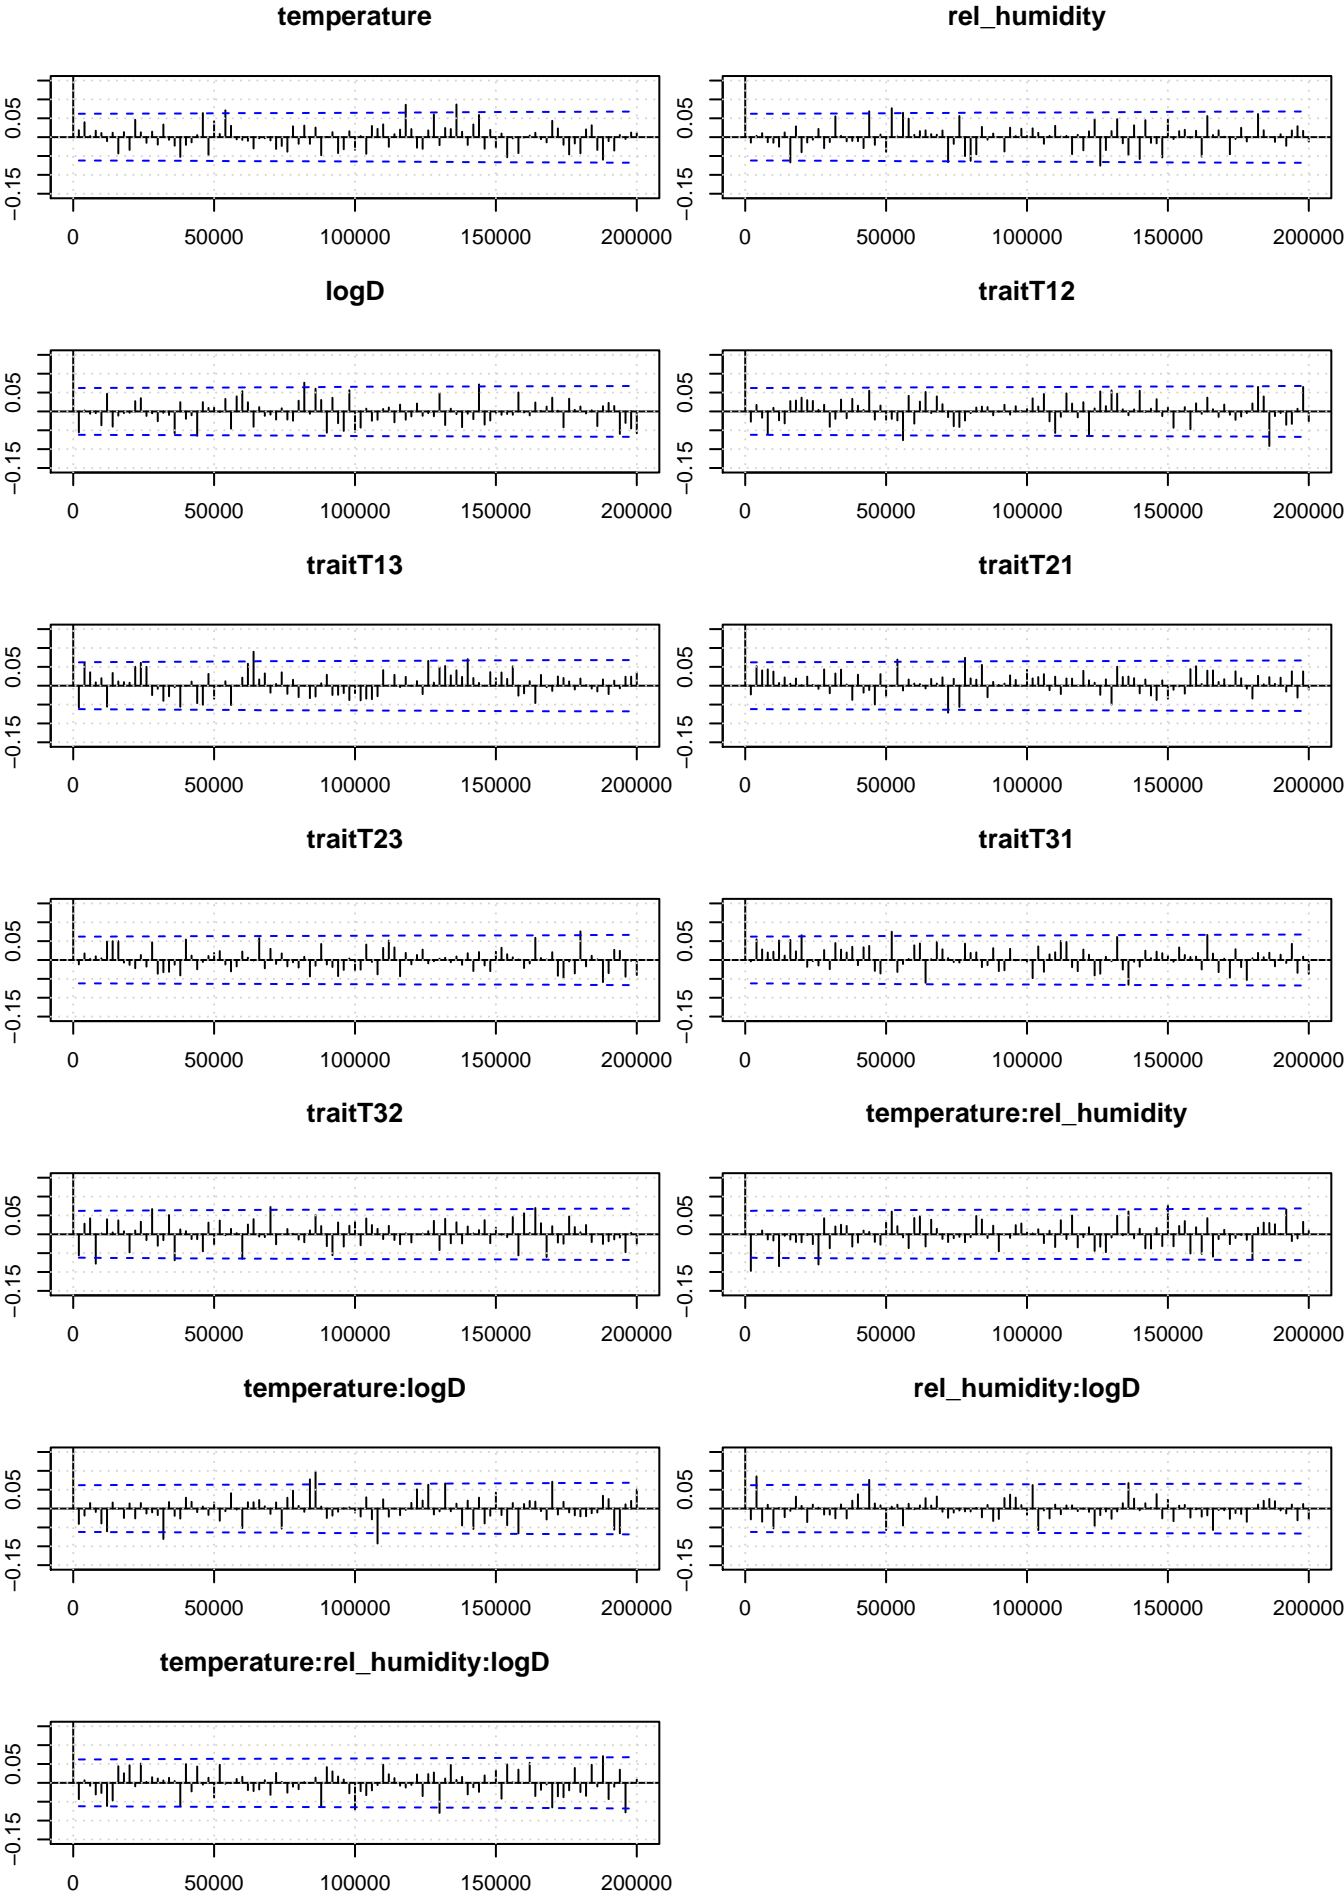 temperature
rel_humidity
−0.15 0.05
−0.15 0.05
0 50000 100000 150000 200000
0 50000 100000 150000 200000
logD
traitT12
−0.15 0.05
−0.15 0.05
0 50000 100000 150000 200000
0 50000 100000 150000 200000
traitT13
traitT21
−0.15 0.05
−0.15 0.05
0 50000 100000 150000 200000
0 50000 100000 150000 200000
traitT23
traitT31
−0.15 0.05
−0.15 0.05
0 50000 100000 150000 200000
0 50000 100000 150000 200000
traitT32
temperature:rel_humidity
−0.15 0.05
−0.15 0.05
0 50000 100000 150000 200000
0 50000 100000 150000 200000
temperature:logD
rel_humidity:logD
−0.15 0.05
−0.15 0.05
0 50000 100000 150000 200000
0 50000 100000 150000 200000
temperature:rel_humidity:logD
−0.15 0.05
0 50000 100000 150000 200000